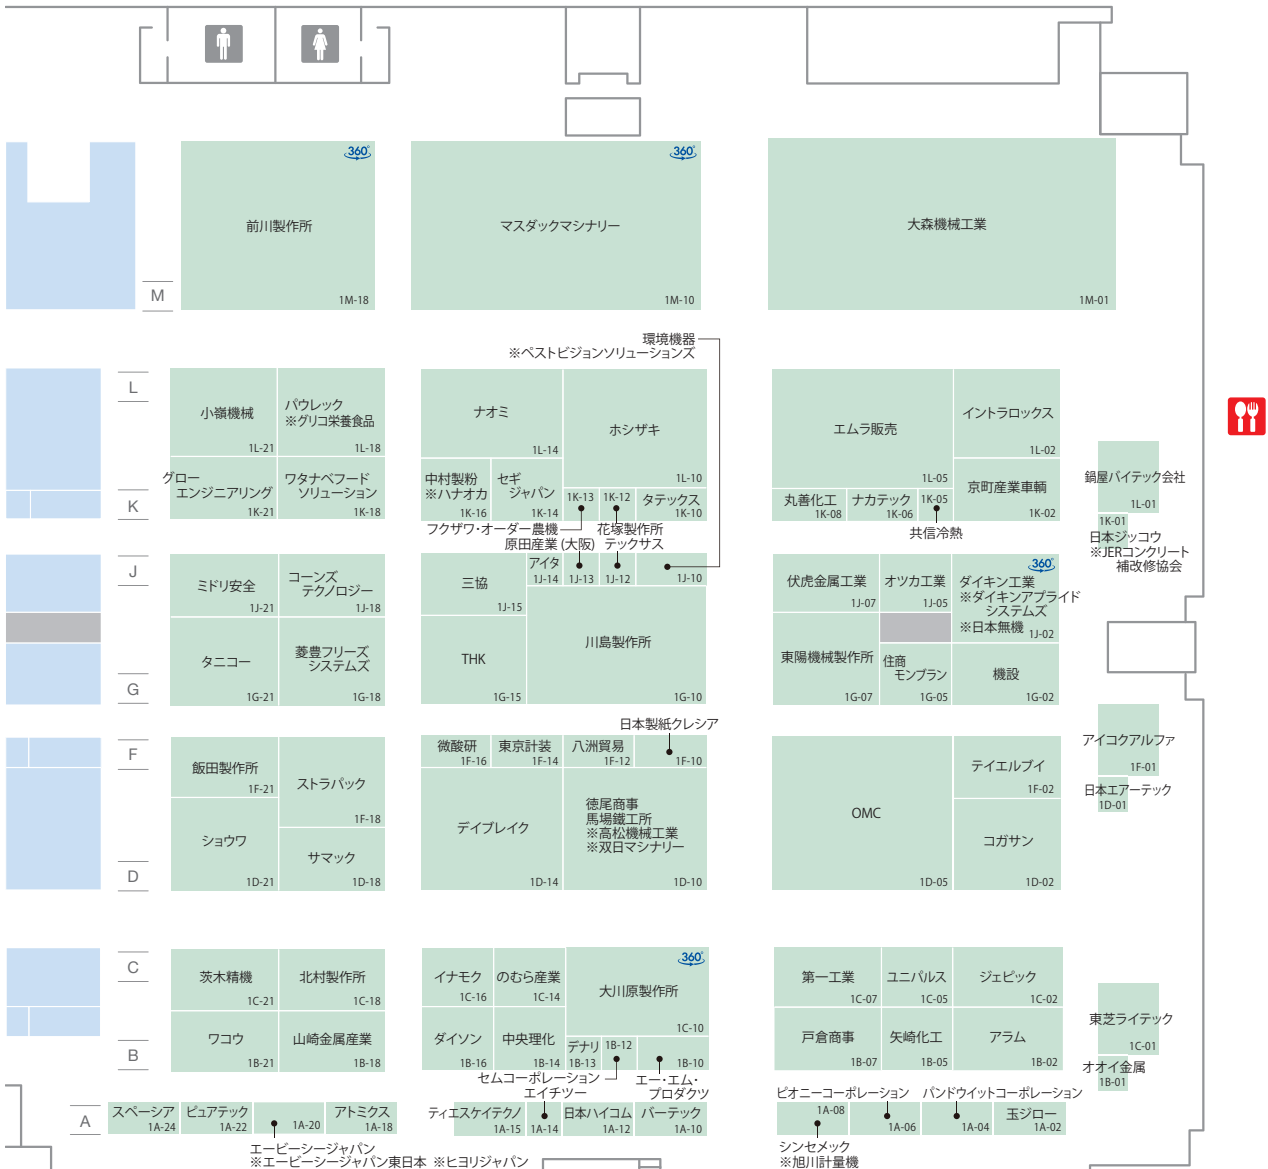 360°
360°
前川製作所
マスダックマシナリー
大森機械工業
M
1M-18
1M-10
1M-01
環境機器
※ペストビジョンソリューションズ
L
小嶺機械
1L-21
パウレック
※グリコ栄養食品
1L-18
ナオミ
1L-14
ホシザキ
1L-10
エムラ販売
1L-05
イントラロックス
1L-02
鍋屋バイテック会社
1L-01
K
グロー
エンジニアリング
1K-21
ワタナベフード
ソリューション
1K-18
中村製粉
※ハナオカ
1K-16
セギ
ジャパン
1K-14
1K-13
1K-12
タテックス
1K-10
丸善化工
1K-08
ナカテック
1K-06
1K-05
京町産業車輌
1K-02
1K-01
日本ジッコウ
※JERコンクリート
補改修協会
フクザワ・オーダー農機
花塚製作所
共信冷熱
原田産業 (大阪)
テックサス
J
ミドリ安全
1J-21
コーンズ
テクノロジー
1J-18
三協
1J-15
アイタ
1J-14
1J-13
1J-12
1J-10
伏虎金属工業
1J-07
オツカ工業
1J-05
360°
ダイキン工業
※ダイキンアプライド
システムズ
※日本無機
1J-02
G
タニコー
1G-21
菱豊フリーズ
システムズ
1G-18
THK
1G-15
川島製作所
1G-10
東陽機械製作所
1G-07
住商
モンブラン
1G-05
機設
1G-02
日本製紙クレシア
F
飯田製作所
1F-21
ストラパック
1F-18
微酸研
1F-16
東京計装
1F-14
八洲貿易
1F-12
1F-10
テイエルブイ
1F-02
アイコクアルファ
1F-01
日本エアーテック
1D-01
D
ショウワ
1D-21
サマック
1D-18
デイブレイク
1D-14
徳尾商事
馬場鐵工所
※高松機械工業
※双日マシナリー
1D-10
OMC
1D-05
コガサン
1D-02
C
茨木精機
1C-21
北村製作所
1C-18
イナモク
1C-16
のむら産業
1C-14
360°
大川原製作所
1C-10
第一工業
1C-07
ユニパルス
1C-05
ジェピック
1C-02
東芝ライテック
1C-01
B
ワコウ
1B-21
山崎金属産業
1B-18
ダイソン
1B-16
中央理化
1B-14
デナリ
1B-13
1B-12
1B-10
戸倉商事
1B-07
矢崎化工
1B-05
アラム
1B-02
オオイ金属
1B-01
セムコーポレーション
エー・エム・
プロダクツ
エイチツー
ピオニーコーポレーション
パンドウイットコーポレーション
A
スペーシア
1A-24
ピュアテック
1A-22
1A-20
アトミクス
1A-18
ティエスケイテクノ
1A-15
1A-14
日本ハイコム
1A-12
バーテック
1A-10
1A-08
1A-06
1A-04
玉ジロー
1A-02
エービーシージャパン
※エービーシージャパン東日本 ※ヒヨリジャパン
シンセメック
※旭川計量機